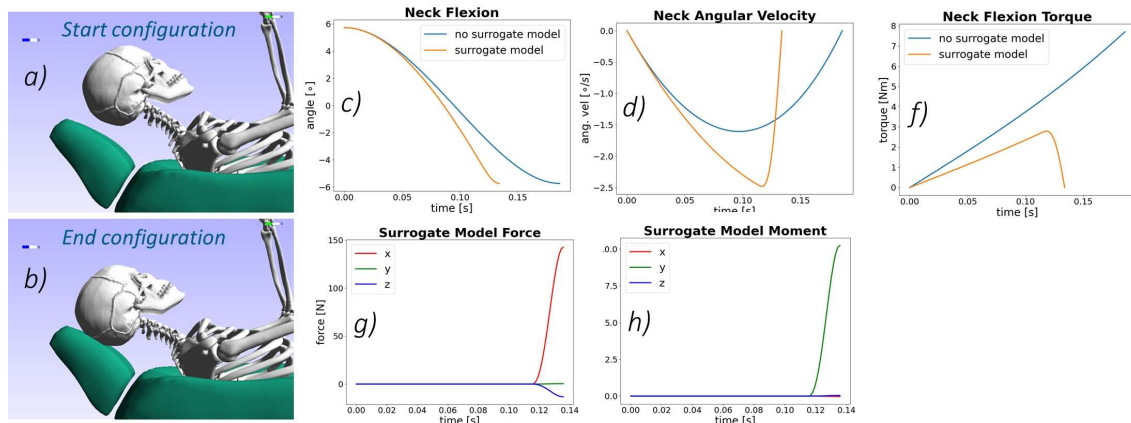 Start configuration
a)
End configuration
b)
Neck Flexion
no surrogate model
surrogate model
c)
angle [∘]
6
4
2
0
−2
−4
−6
0.00
0.05
0.10
0.15
time [s]
Neck Angular Velocity
d)
ang. vel [∘/s]
0.0
−0.5
−1.0
−1.5
−2.0
−2.5
0.00
0.05
0.10
0.15
time [s]
Neck Flexion Torque
no surrogate model
surrogate model
f)
torque [Nm]
8
7
6
5
4
3
2
1
0
0.00
0.05
0.10
0.15
time [s]
Surrogate Model Force
x
y
z
g)
force [N]
150
100
50
0
0.00
0.02
0.04
0.06
0.08
0.10
0.12
0.14
time [s]
Surrogate Model Moment
x
y
z
h)
.0.0
7.5
5.0
2.5
0.0
0.00
0.02
0.04
0.06
0.08
0.10
0.12
0.14
time [s]